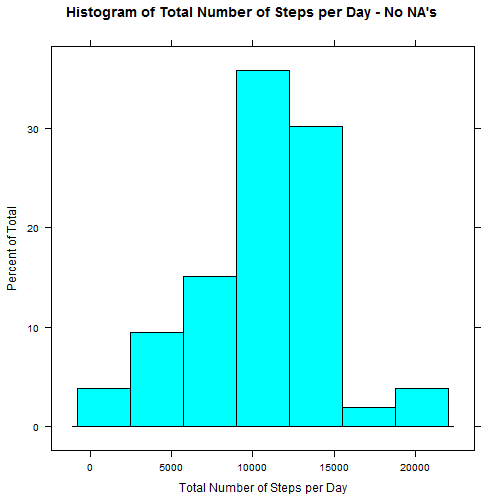 Histogram of Total Number of Steps per Day - No NA's
30
20
10
0
Percent of Total
0 5000 10000 15000 20000
Total Number of Steps per Day